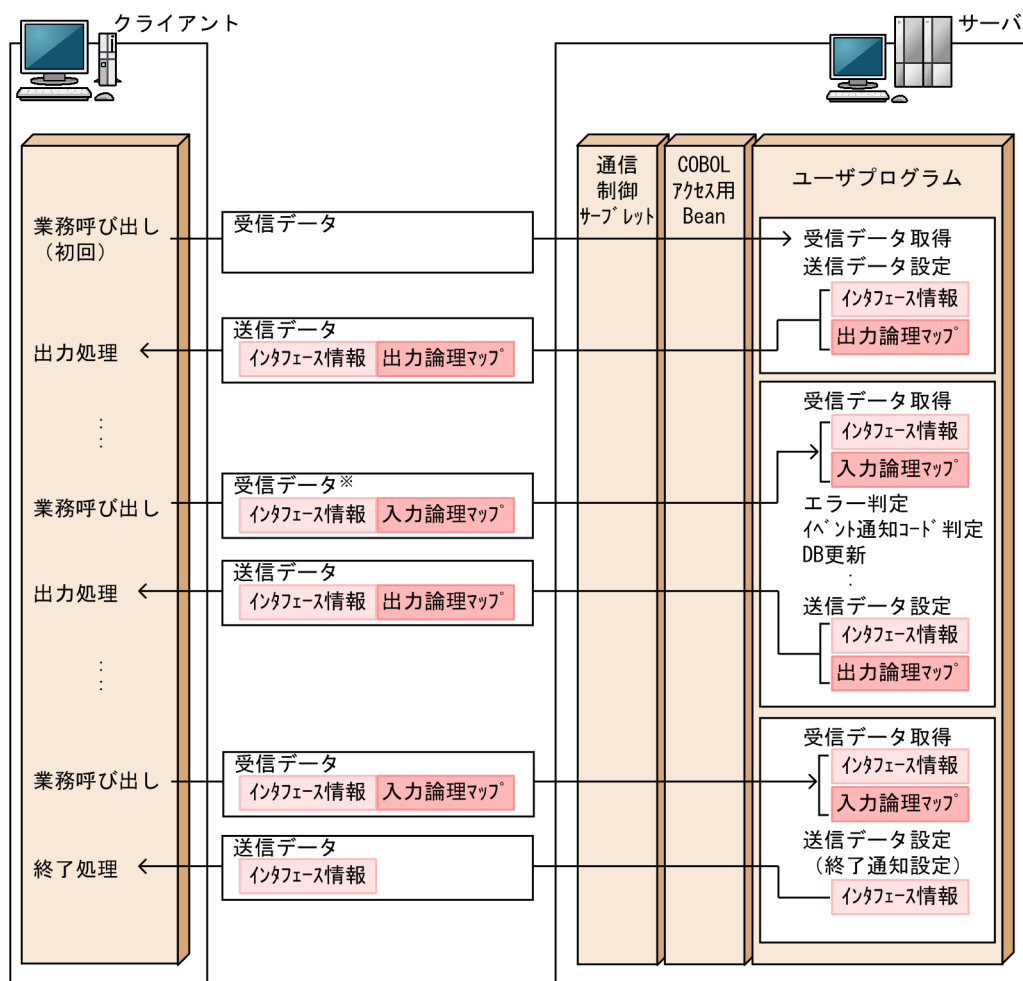 クライアント
サーバ
通信
制御
サーブレット
COBOL
アクセス用
Bean
ユーザプログラム
業務呼び出し
（初回）
受信データ
受信データ取得
送信データ設定
インタフェース情報
出力論理マップ
出力処理
送信データ
インタフェース情報 出力論理マップ
：
：
受信データ取得
インタフェース情報
入力論理マップ
業務呼び出し
受信データ※
インタフェース情報 入力論理マップ
エラー判定
イベント通知コード判定
DB更新
：
出力処理
送信データ
インタフェース情報 出力論理マップ
送信データ設定
インタフェース情報
出力論理マップ
：
：
業務呼び出し
受信データ
インタフェース情報 入力論理マップ
受信データ取得
インタフェース情報
入力論理マップ
終了処理
送信データ
インタフェース情報
送信データ設定
（終了通知設定）
インタフェース情報